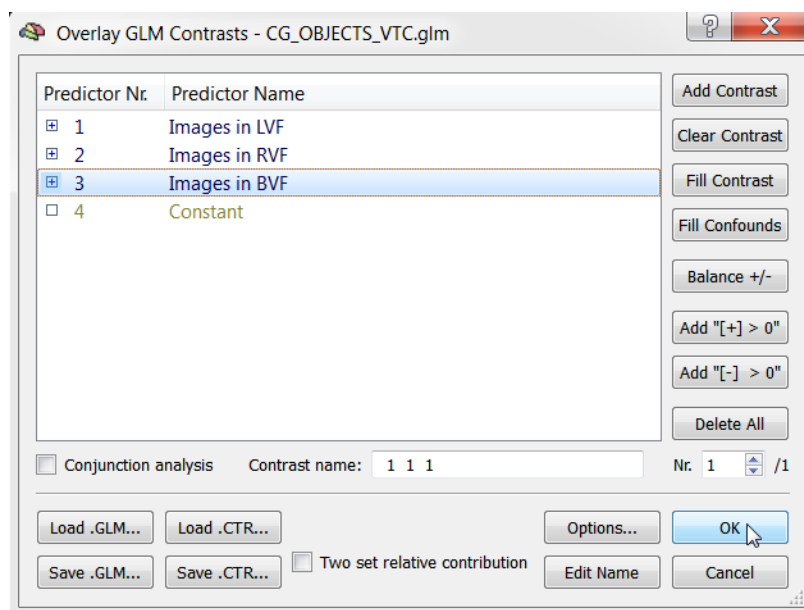 Overlay GLM Contrasts - CG_OBJECTS_VTC.glm
Predictor Nr. Predictor Name
Add Contrast
1 Images in LVF
Clear Contrast
2 Images in RVF
3 Images in BVF
Fill Contrast
4 Constant
Fill Confounds
Balance +/-
Add "[+] > 0"
Add "[-] > 0"
Delete All
Conjunction analysis Contrast name: 1 1 1 Nr. 1 /1
Load .GLM... Load .CTR... Options... OK
Save .GLM... Save .CTR... Two set relative contribution Edit Name Cancel